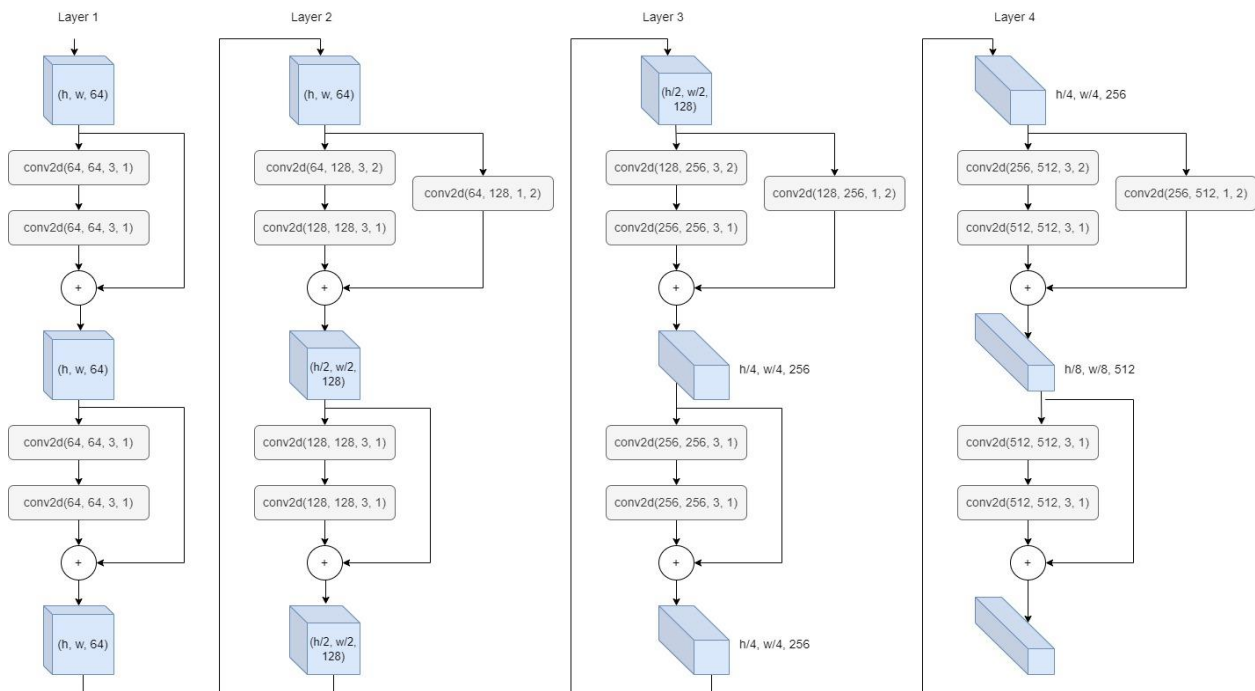 Layer 1
(h, w, 64)
conv2d(64, 64, 3, 1)
conv2d(64, 64, 3, 1)
+
(h, w, 64)
conv2d(64, 64, 3, 1)
conv2d(64, 64, 3, 1)
+
(h, w, 64)
Layer 2
(h, w, 64)
conv2d(64, 128, 3, 2)
conv2d(64, 128, 1, 2)
conv2d(128, 128, 3, 1)
+
(h/2, w/2,
128)
conv2d(128, 128, 3, 1)
conv2d(128, 128, 3, 1)
+
(h/2, w/2,
128)
Layer 3
(h/2, w/2,
128)
conv2d(128, 256, 3, 2)
conv2d(128, 256, 1, 2)
conv2d(256, 256, 3, 1)
+
h/4, w/4, 256
conv2d(256, 256, 3, 1)
conv2d(256, 256, 3, 1)
+
h/4, w/4, 256
Layer 4
h/4, w/4, 256
conv2d(256, 512, 3, 2)
conv2d(256, 512, 1, 2)
conv2d(512, 512, 3, 1)
+
h/8, w/8, 512
conv2d(512, 512, 3, 1)
conv2d(512, 512, 3, 1)
+